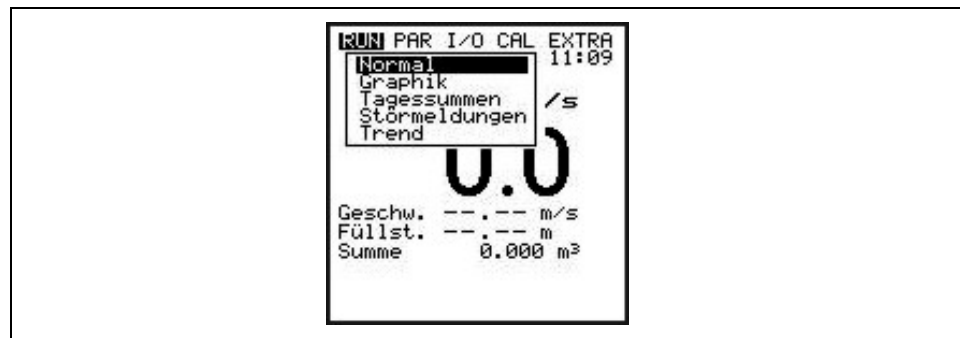 RUN PAR I/O CAL EXTRA
11:09
Normal
Graphik
Tagessummen
Störmeldungen
Trend
/s
0.0
Geschw. --.-- m/s
Füllst. --.-- m
Summe 0.000 m³